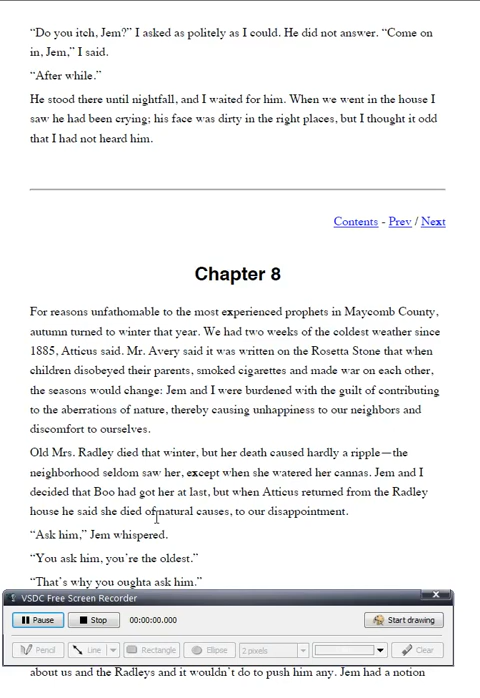 “Do you itch, Jem?” I asked as politely as I could. He did not answer. “Come on
in, Jem,” I said.
“After while.”
He stood there until nightfall, and I waited for him. When we went in the house I
saw he had been crying; his face was dirty in the right places, but I thought it odd
that I had not heard him.
Contents - Prev / Next
Chapter 8
For reasons unfathomable to the most experienced prophets in Maycomb County,
autumn turned to winter that year. We had two weeks of the coldest weather since
1885, Atticus said. Mr. Avery said it was written on the Rosetta Stone that when
children disobeyed their parents, smoked cigarettes and made war on each other,
the seasons would change: Jem and I were burdened with the guilt of contributing
to the aberrations of nature, thereby causing unhappiness to our neighbors and
discomfort to ourselves.
Old Mrs. Radley died that winter, but her death caused hardly a ripple—the
neighborhood seldom saw her, except when she watered her cannas. Jem and I
decided that Boo had got her at last, but when Atticus returned from the Radley
house he said she died of natural causes, to our disappointment.
“Ask him,” Jem whispered.
“You ask him, you’re the oldest.”
“That’s why you oughta ask him.”
VSDC Free Screen Recorder
Pause Stop 00:00:00.000 Start drawing
Pencil Line Rectangle Ellipse 2 pixels Clear
about us and the Radleys and it wouldn’t do to push him any. Jem had a notion